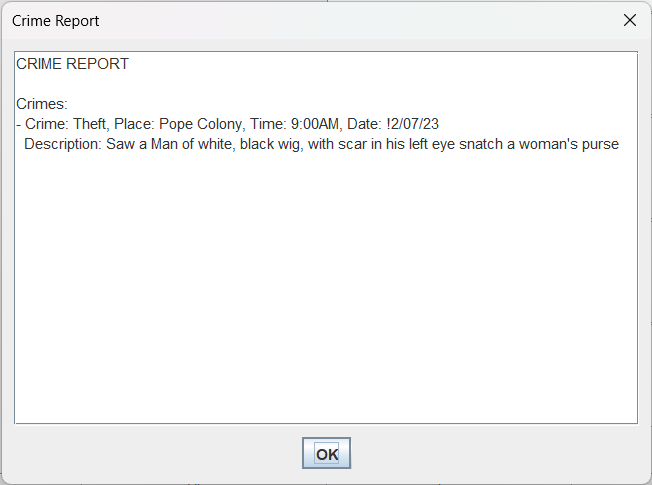 Crime Report
CRIME REPORT
Crimes:
- Crime: Theft, Place: Pope Colony, Time: 9:00AM, Date: !2/07/23
Description: Saw a Man of white, black wig, with scar in his left eye snatch a woman's purse
OK